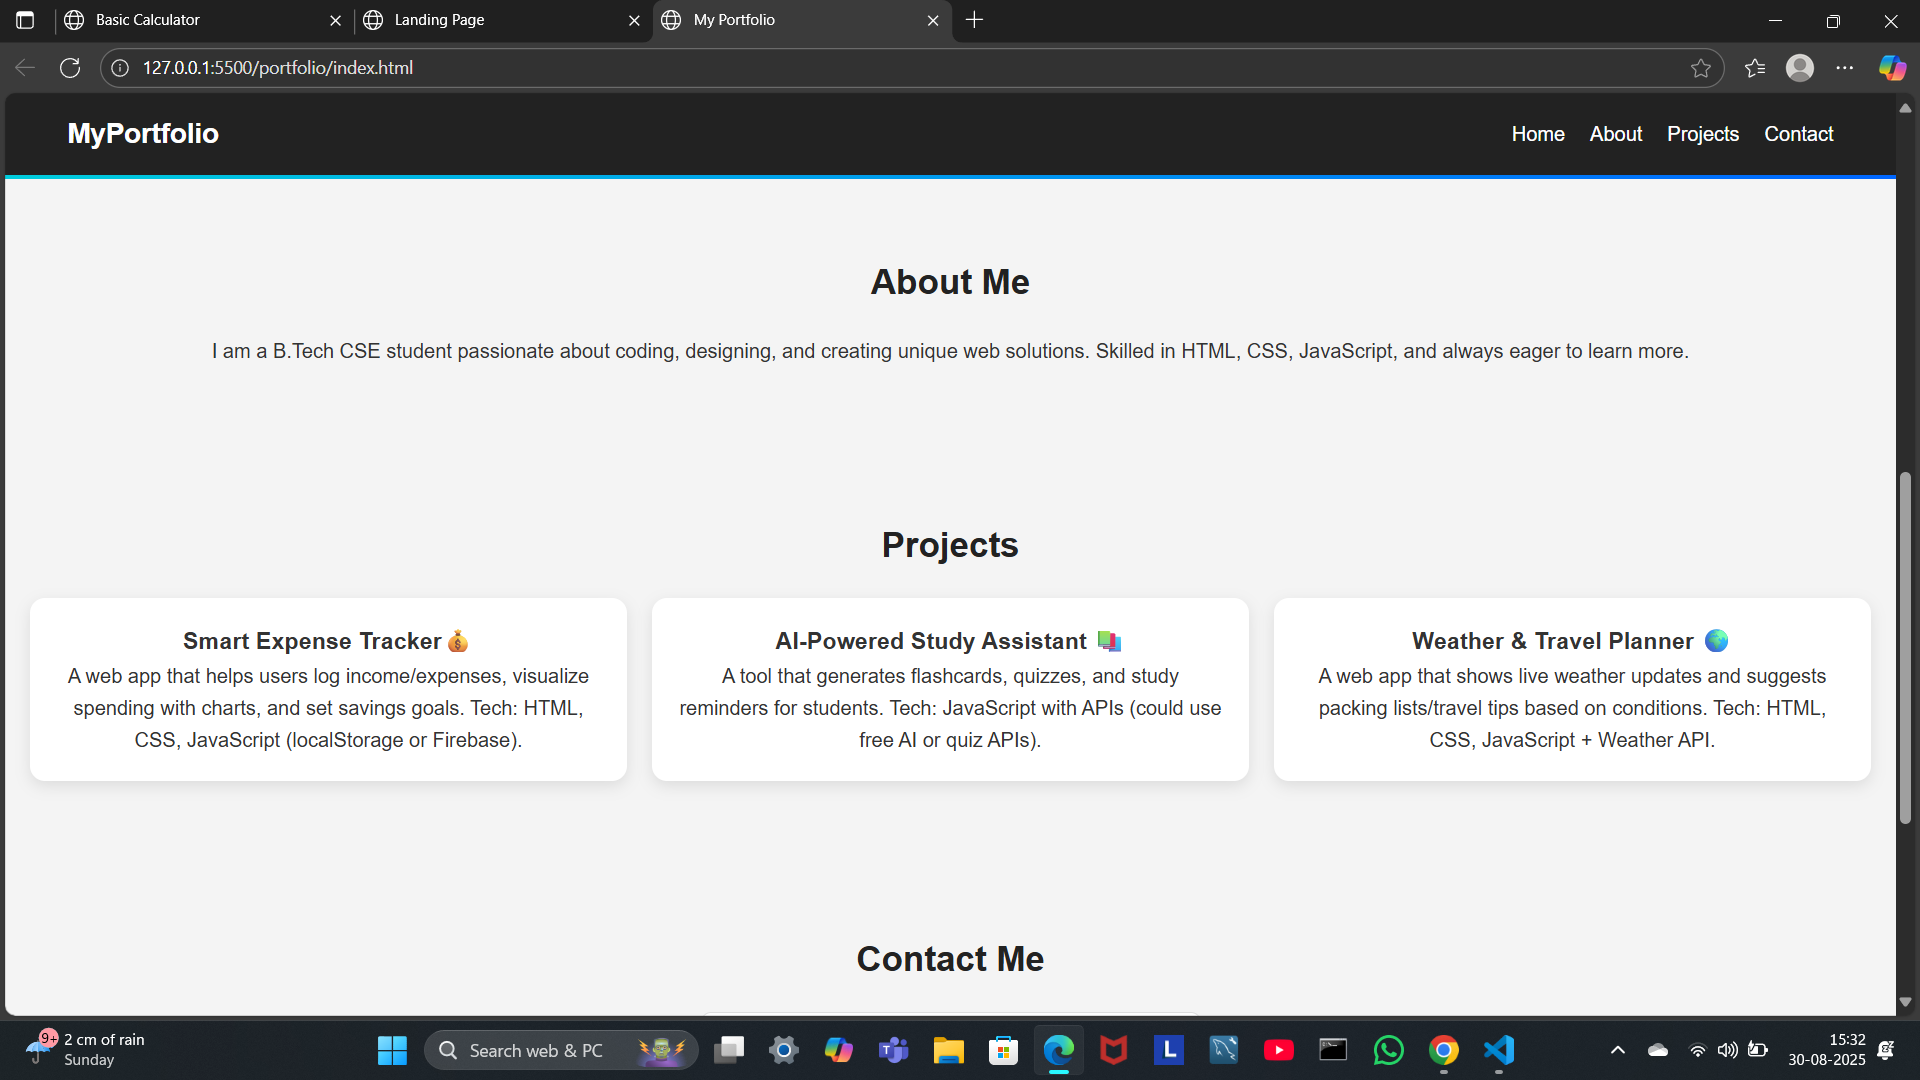 Basic Calculator
Landing Page
My Portfolio
127.0.0.1:5500/portfolio/index.html
MyPortfolio
Home About Projects Contact
About Me
I am a B.Tech CSE student passionate about coding, designing, and creating unique web solutions. Skilled in HTML, CSS, JavaScript, and always eager to learn more.
Projects
Smart Expense Tracker💰
A web app that helps users log income/expenses, visualize
spending with charts, and set savings goals. Tech: HTML,
CSS, JavaScript (localStorage or Firebase).
AI-Powered Study Assistant 📚
A tool that generates flashcards, quizzes, and study
reminders for students. Tech: JavaScript with APIs (could use
free AI or quiz APIs).
Weather & Travel Planner 🌍
A web app that shows live weather updates and suggests
packing lists/travel tips based on conditions. Tech: HTML,
CSS, JavaScript + Weather API.
Contact Me
9+
2 cm of rain
Sunday
Search web & PC
L
15:32
30-08-2025